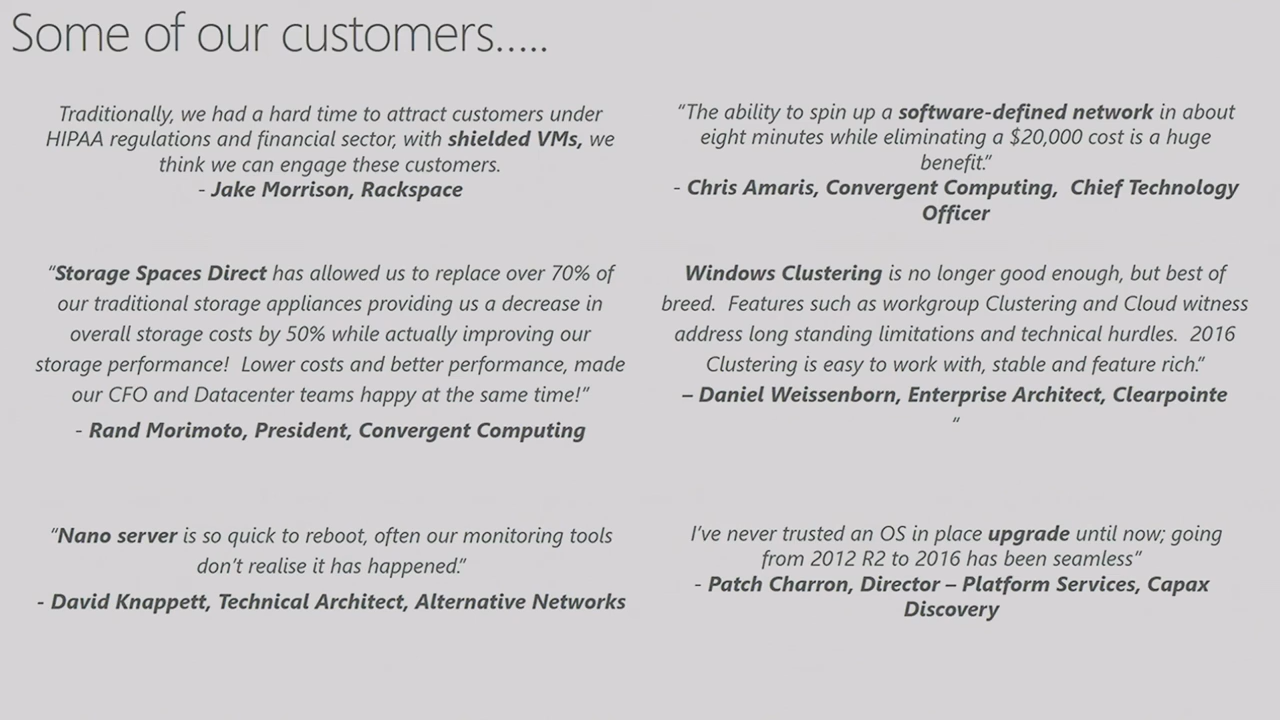 Some of our customers.....
Traditionally, we had a hard time to attract customers under
HIPAA regulations and financial sector, with shielded VMs, we
think we can engage these customers.
- Jake Morrison, Rackspace
“The ability to spin up a software-defined network in about
eight minutes while eliminating a $20,000 cost is a huge
benefit.”
- Chris Amaris, Convergent Computing,  Chief Technology
Officer
“Storage Spaces Direct has allowed us to replace over 70% of
our traditional storage appliances providing us a decrease in
overall storage costs by 50% while actually improving our
storage performance!  Lower costs and better performance, made
our CFO and Datacenter teams happy at the same time!”
- Rand Morimoto, President, Convergent Computing
Windows Clustering is no longer good enough, but best of
breed.  Features such as workgroup Clustering and Cloud witness
address long standing limitations and technical hurdles.  2016
Clustering is easy to work with, stable and feature rich.”
– Daniel Weissenborn, Enterprise Architect, Clearpointe
“
“Nano server is so quick to reboot, often our monitoring tools
don’t realise it has happened.”
- David Knappett, Technical Architect, Alternative Networks
I’ve never trusted an OS in place upgrade until now; going
from 2012 R2 to 2016 has been seamless”
- Patch Charron, Director – Platform Services, Capax
Discovery